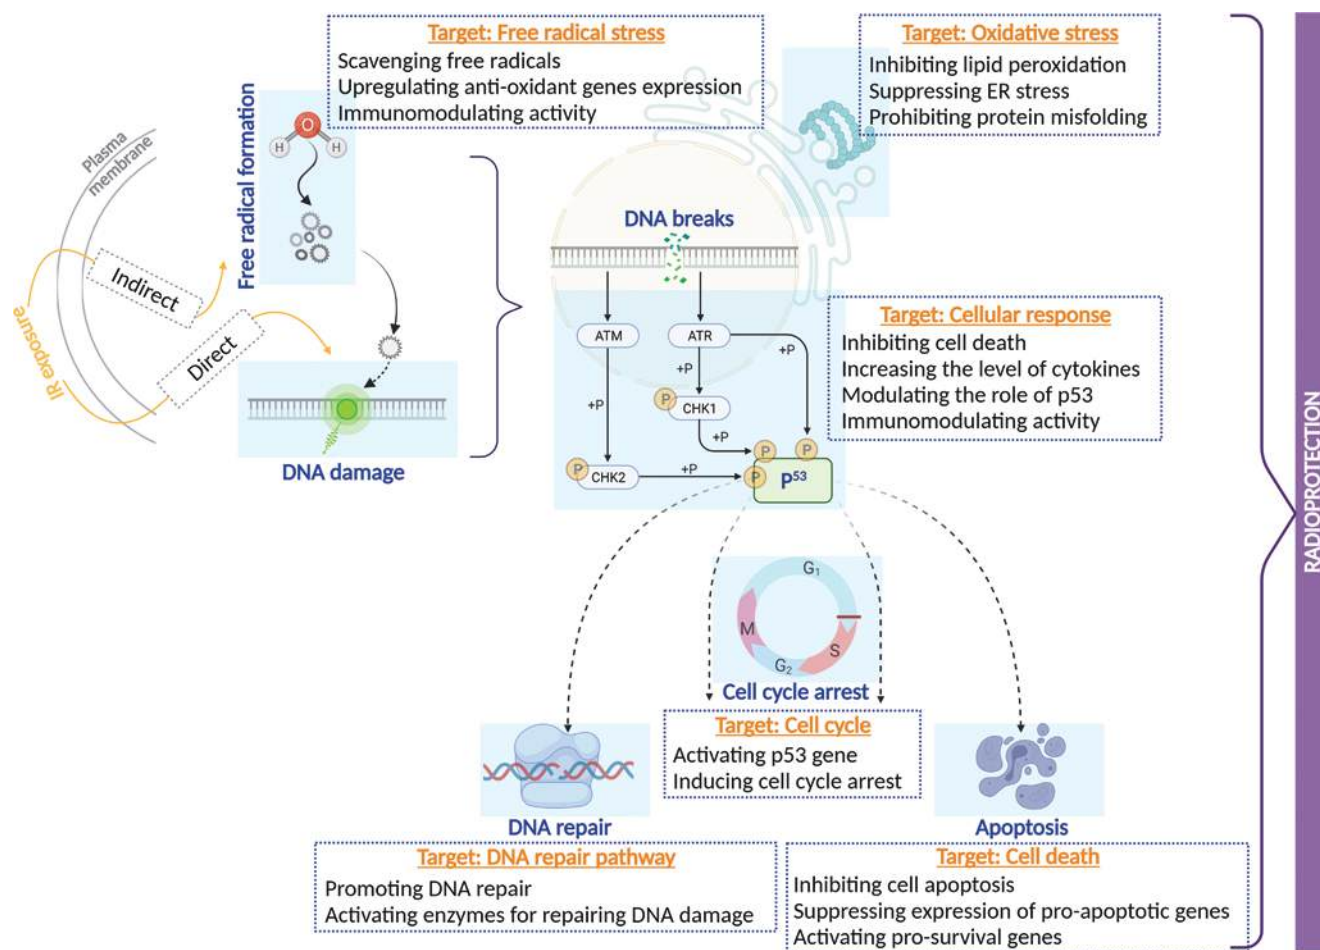 Target: Free radical stress
Scavenging free radicals
Upregulating anti-oxidant genes expression
Immunomodulating activity
Target: Oxidative stress
Inhibiting lipid peroxidation
Suppressing ER stress
Prohibiting protein misfolding
Plasma
membrane
Free radical formation
O
H
H
IR exposure
Indirect
Direct
DNA damage
DNA breaks
ATM
ATR
+P
+P
+P
P
CHK1
+P
P
CHK2
+P
P
P
P
P53
Target: Cellular response
Inhibiting cell death
Increasing the level of cytokines
Modulating the role of p53
Immunomodulating activity
G1
M
S
G2
Cell cycle arrest
Target: Cell cycle
Activating p53 gene
Inducing cell cycle arrest
DNA repair
Target: DNA repair pathway
Promoting DNA repair
Activating enzymes for repairing DNA damage
Apoptosis
Target: Cell death
Inhibiting cell apoptosis
Suppressing expression of pro-apoptotic genes
Activating pro-survival genes
RADIOPROTECTION